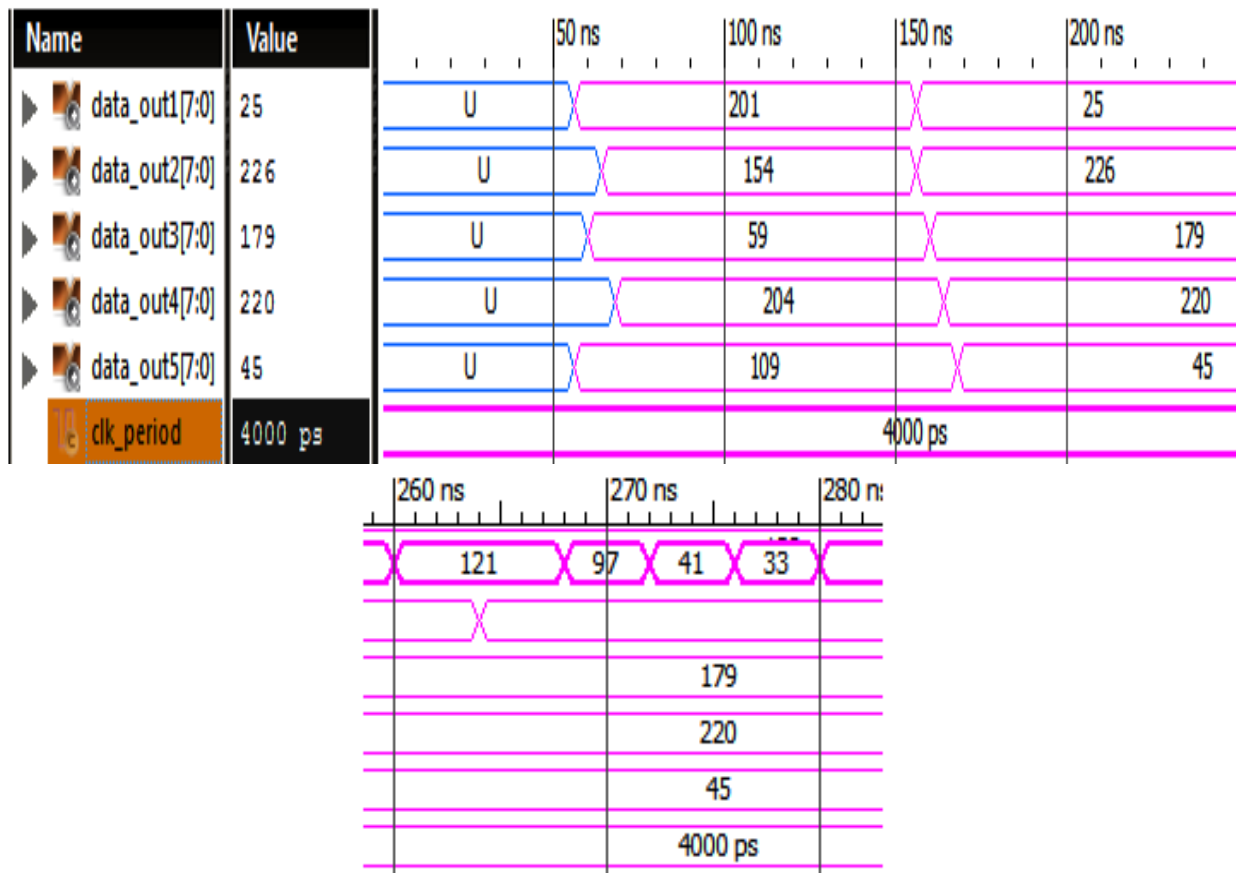 Name Value 50 ns 100 ns 150 ns 200 ns
data_out1[7:0] 25 U 201 25
data_out2[7:0] 226 U 154 226
data_out3[7:0] 179 U 59 179
data_out4[7:0] 220 U 204 220
data_out5[7:0] 45 U 109 45
clk_period 4000 ps 4000 ps
260 ns 270 ns 280 n
121 97 41 33
179
220
45
4000 ps